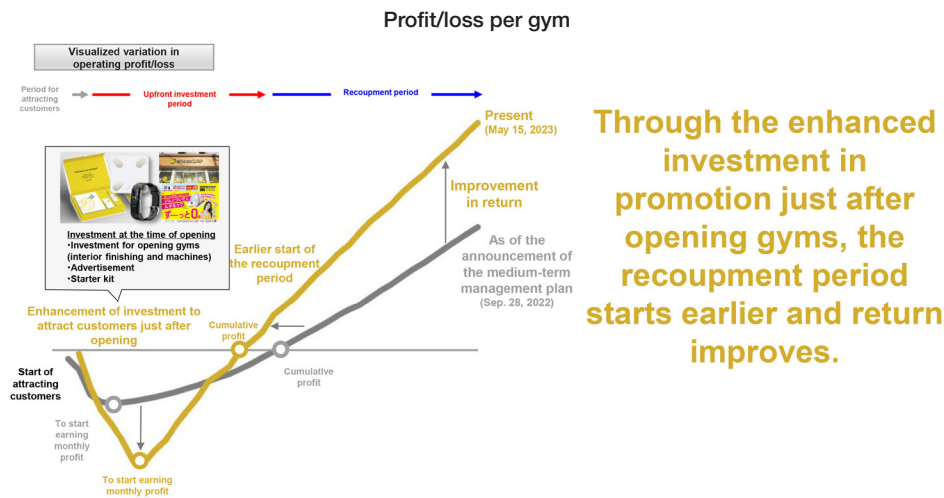 Profit/loss per gym
Visualized variation in
operating profit/loss
Period for
attracting
customers
Upfront investment
period
Recoupment period
Present
(May 15, 2023)
Through the enhanced
investment in
promotion just after
opening gyms, the
recoupment period
starts earlier and return
improves.
Improvement
in return
Investment at the time of opening
・Investment for opening gyms
(interior finishing and machines)
・Advertisement
・Starter kit
Earlier start of
the recoupment
period
As of the
announcement
of the medium-term
management plan
(Sep. 28, 2022)
Enhancement of investment to
attract customers just after
opening
Cumulative
profit
Start of
attracting
customers
Cumulative
profit
To start
earning
monthly
profit
To start earning
monthly profit